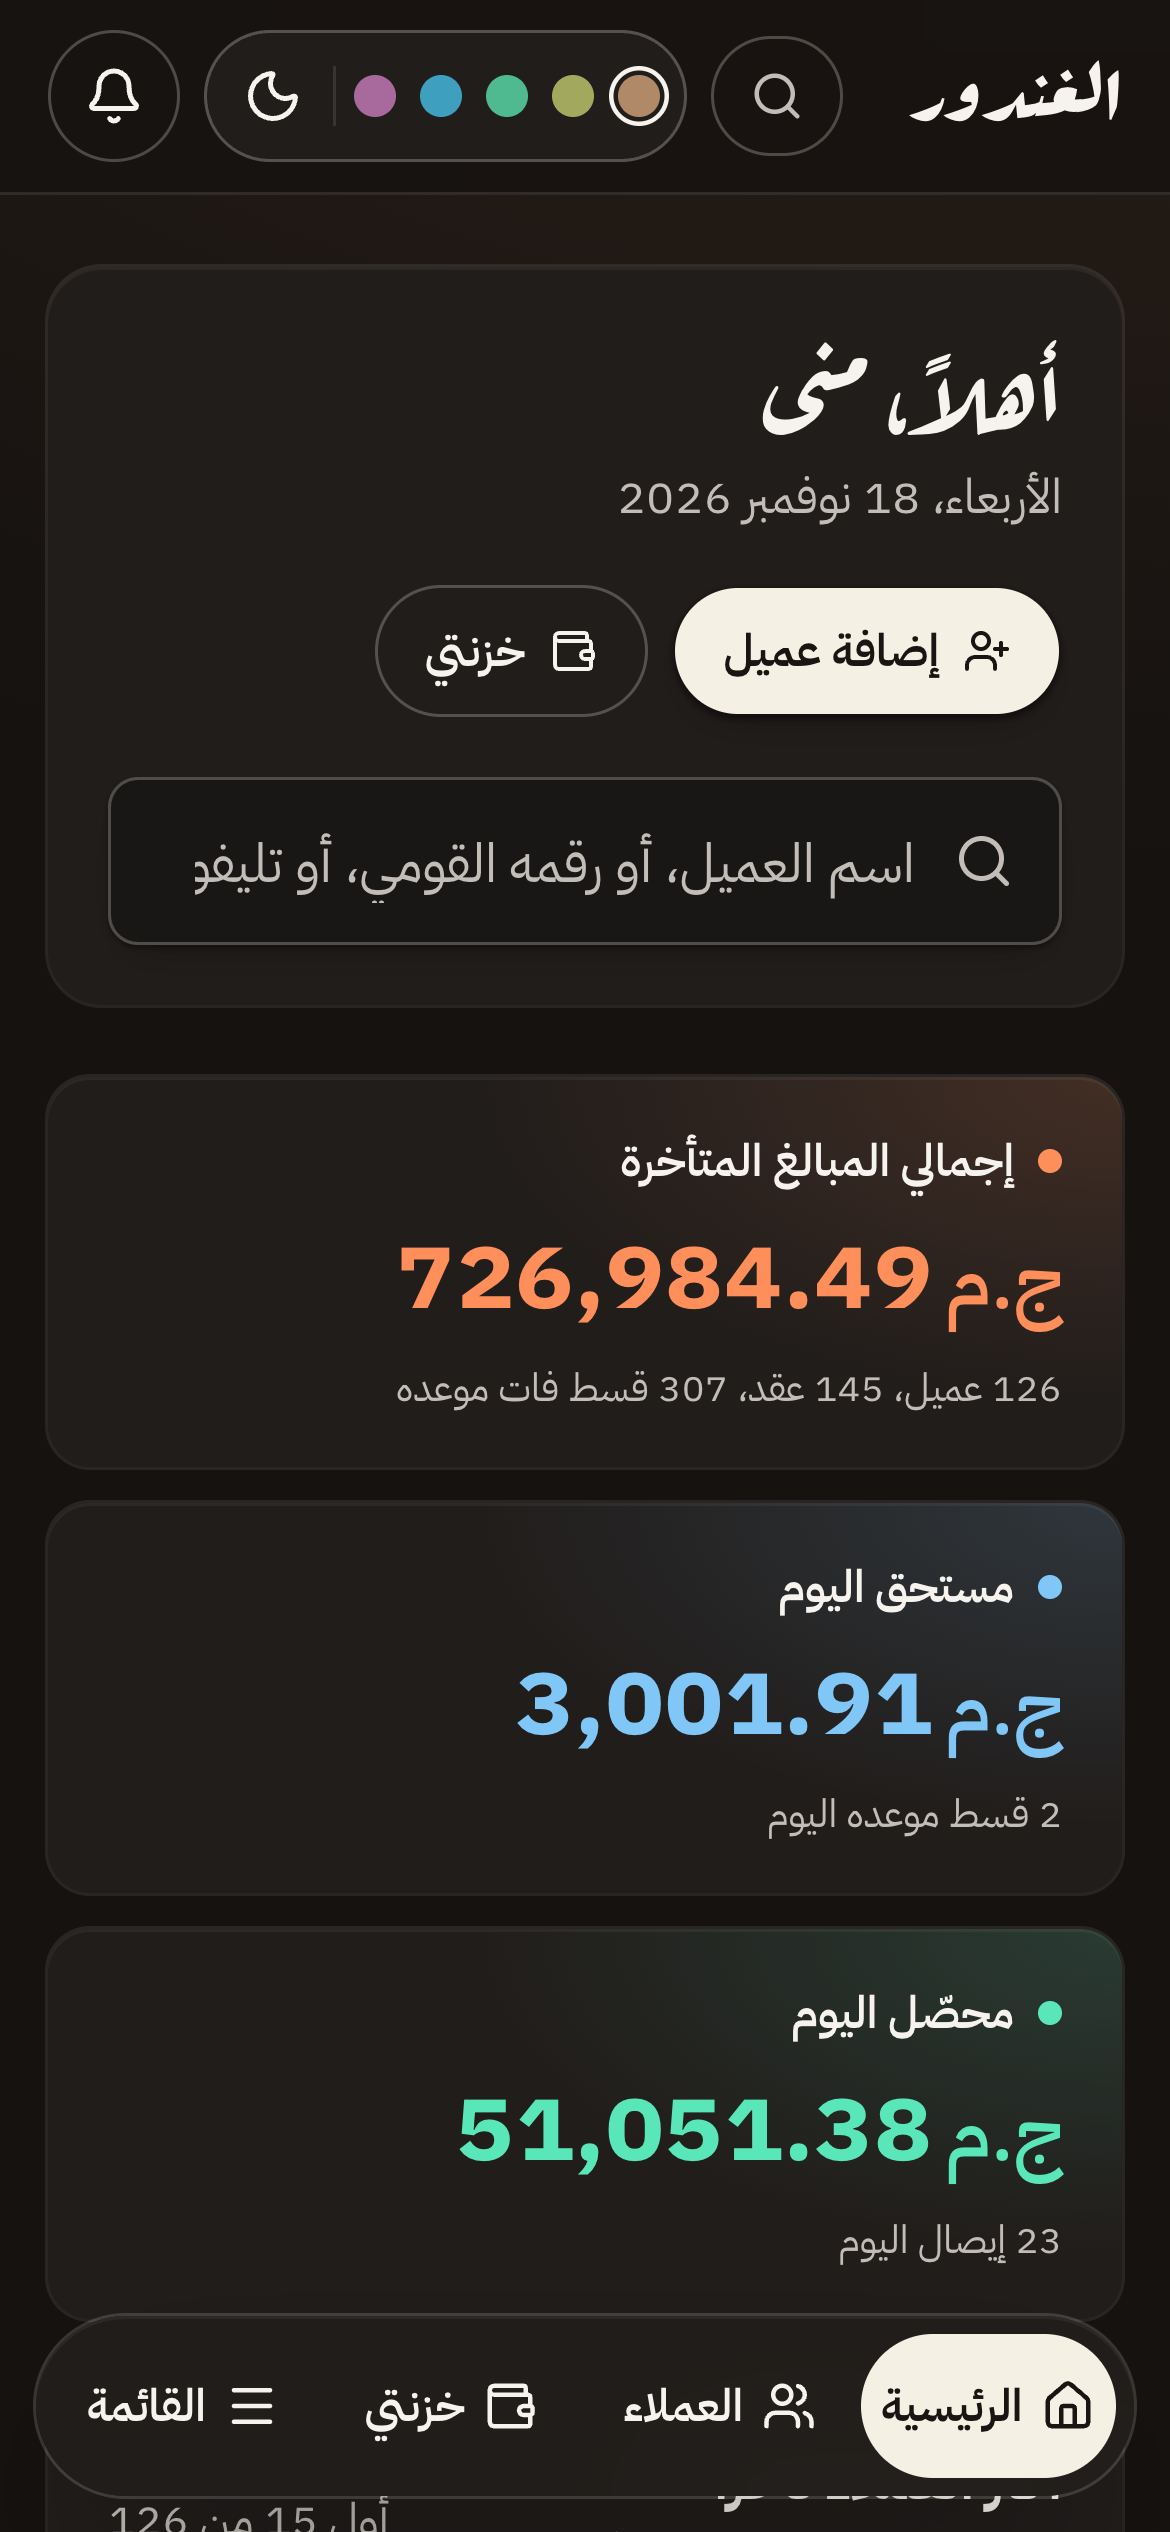 الغندور
أهلاً، منى
الأربعاء، 18 نوفمبر 2026
إضافة عميل
خزنتي
اسم العميل، أو رقمه القومي، أو تليفو
إجمالي المبالغ المتأخرة
ج.م 726,984.49
126 عميل، 145 عقد، 307 قسط فات موعده
مستحق اليوم
ج.م 3,001.91
2 قسط موعده اليوم
محصّل اليوم
ج.م 51,051.38
23 إيصال اليوم
الرئيسية
العملاء
خزنتي
القائمة
أول 15 من 126